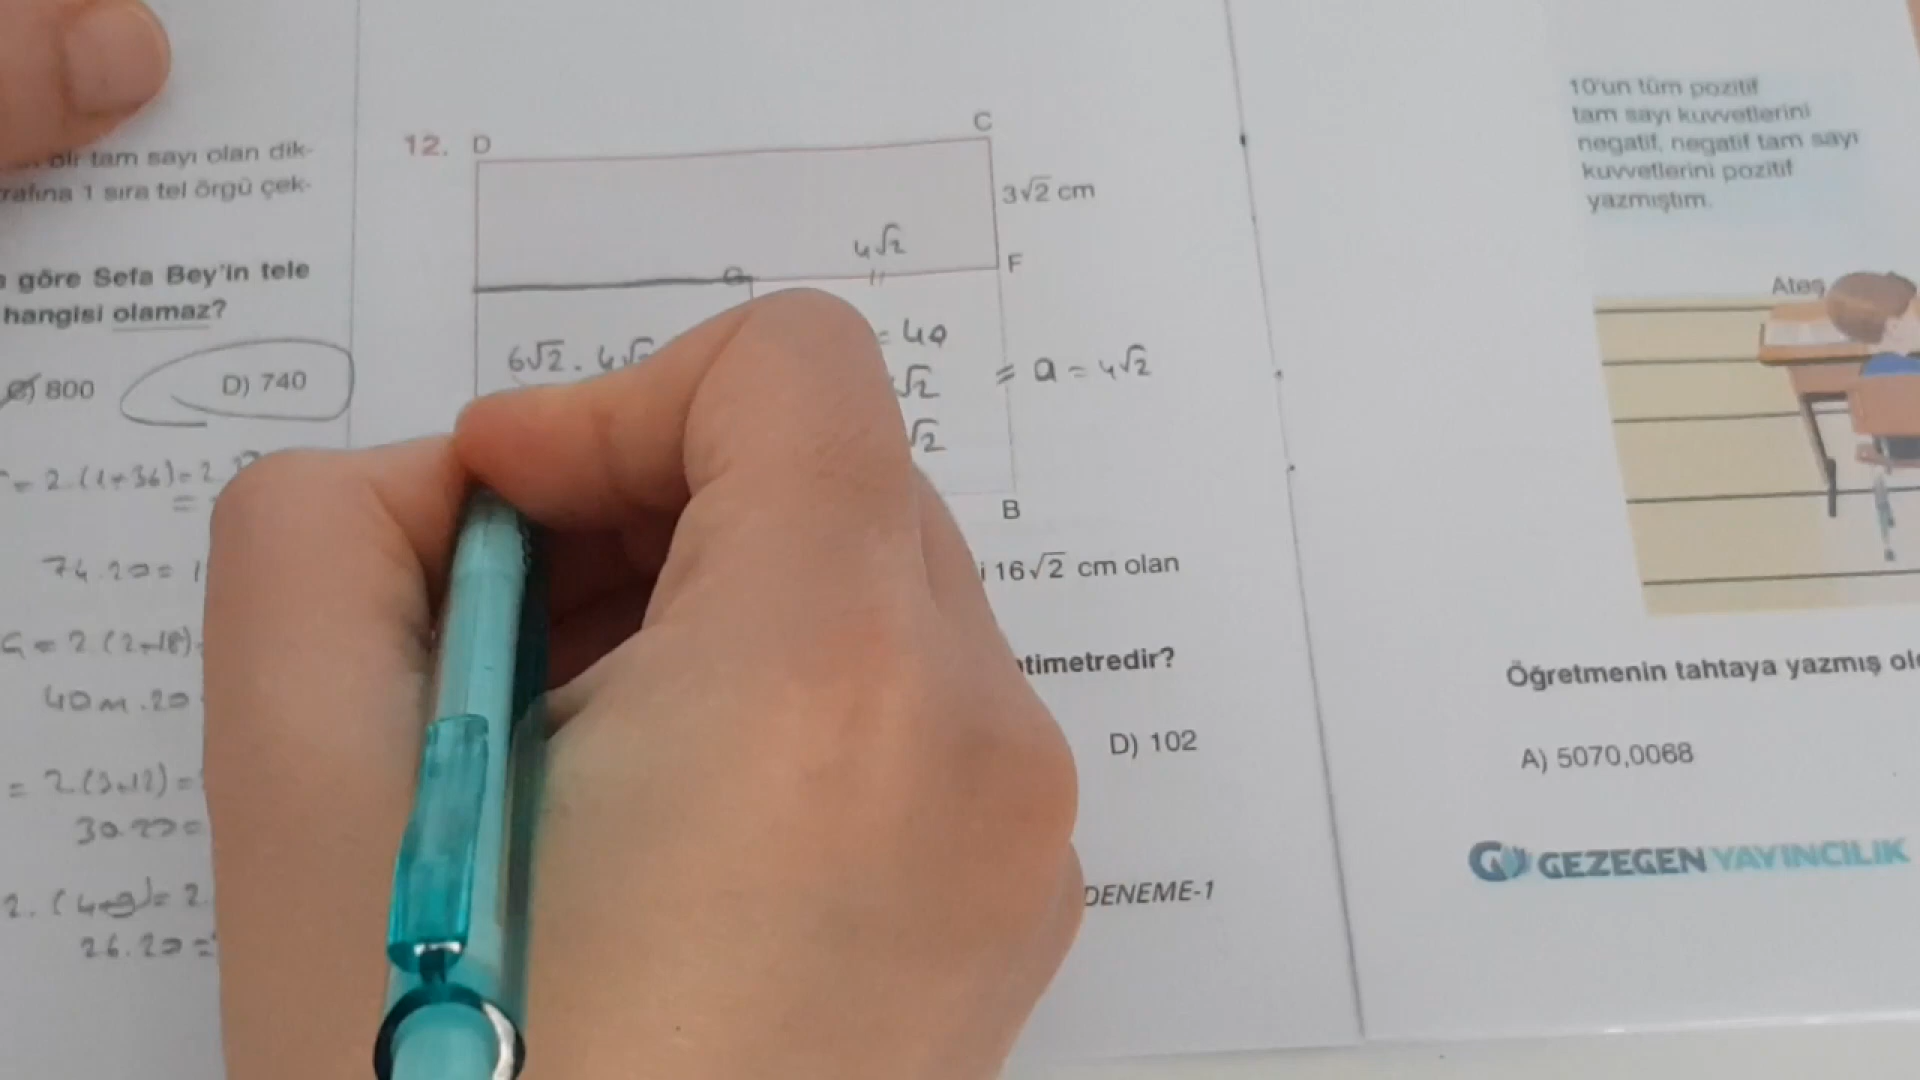 bir tam sayı olan dik-
rafına 1 sıra tel örgü çek-
göre Sefa Bey'in tele
hangisi olamaz?
800
D) 740
= 2(1+36)=2
=
74.20= 1
= 2(2+18)
40m.20
= 2(3+12)=
30.20=
2.(4+9)= 2.
26.20=
12. D
C
3√2 cm
4√2
F
6√2 . 4√
= 40
√2
= a = 4√2
√2
B
i 16√2 cm olan
timetredir?
D) 102
DENEME-1
10'un tüm pozitif
tam sayı kuvvetlerini
negatif, negatif tam sayı
kuvvetlerini pozitif
yazmıştım.
Ateş
Öğretmenin tahtaya yazmış
A) 5070,0068
GEZEGEN YAYINCILIK